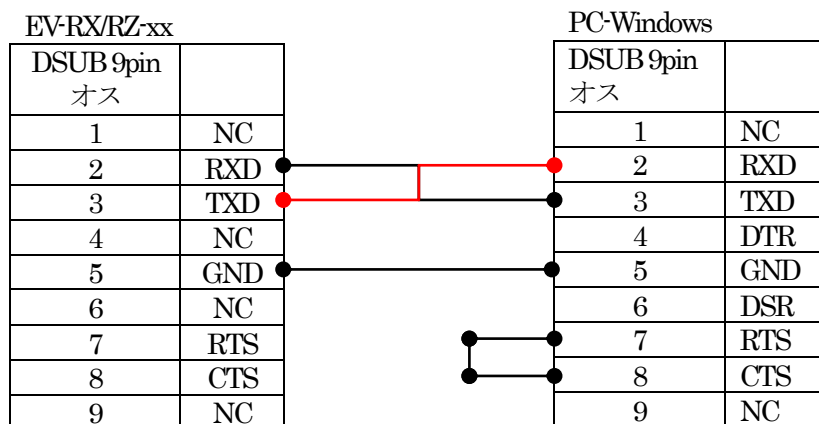 EV-RX/RZ-xx
DSUB 9pin
オス
1 NC
2 RXD
3 TXD
4 NC
5 GND
6 NC
7 RTS
8 CTS
9 NC
PC-Windows
DSUB 9pin
オス
1 NC
2 RXD
3 TXD
4 DTR
5 GND
6 DSR
7 RTS
8 CTS
9 NC